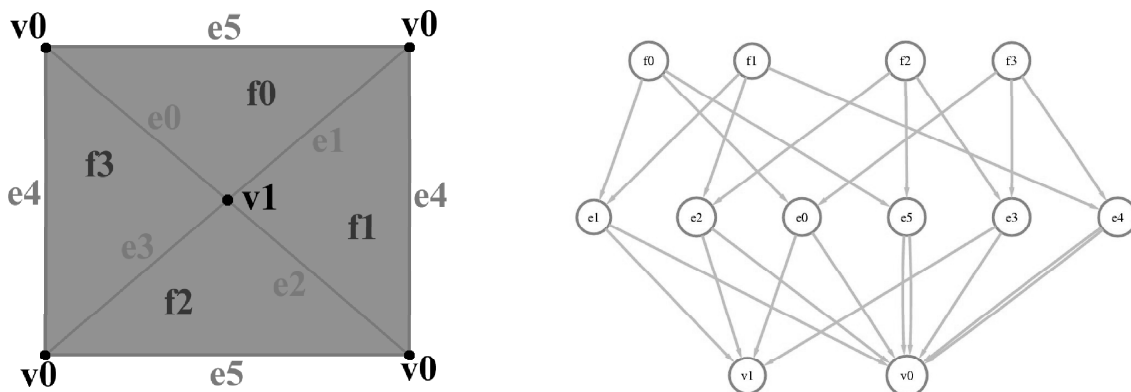 v0 e5 v0
f0
e0 e1
f3
e4 v1 e4
f1
e3
e2
f2
v0 e5 v0
f0 f1 f2 f3
e1 e2 e0 e5 e3 e4
v1 v0